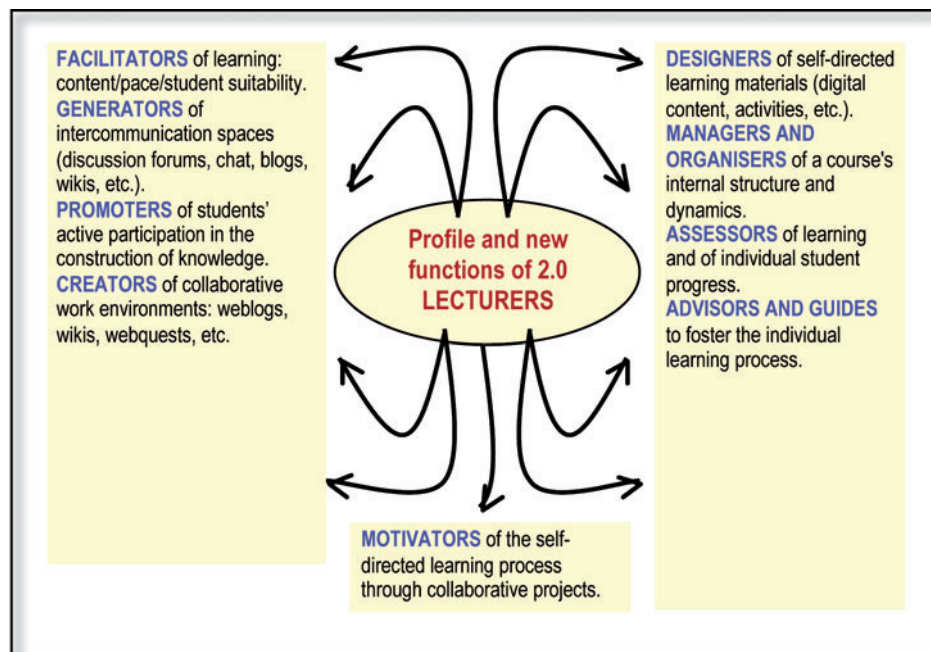 FACILITATORS of learning:
content/pace/student suitability.
GENERATORS of
intercommunication spaces
(discussion forums, chat, blogs,
wikis, etc.).
PROMOTERS of students'
active participation in the
construction of knowledge.
CREATORS of collaborative
work environments: weblogs,
wikis, webquests, etc.
Profile and new
functions of 2.0
LECTURERS
DESIGNERS of self-directed
learning materials (digital
content, activities, etc.).
MANAGERS AND
ORGANISERS of a course's
internal structure and
dynamics.
ASSESSORS of learning
and of individual student
progress.
ADVISORS AND GUIDES
to foster the individual
learning process.
MOTIVATORS of the self-
directed learning process
through collaborative projects.